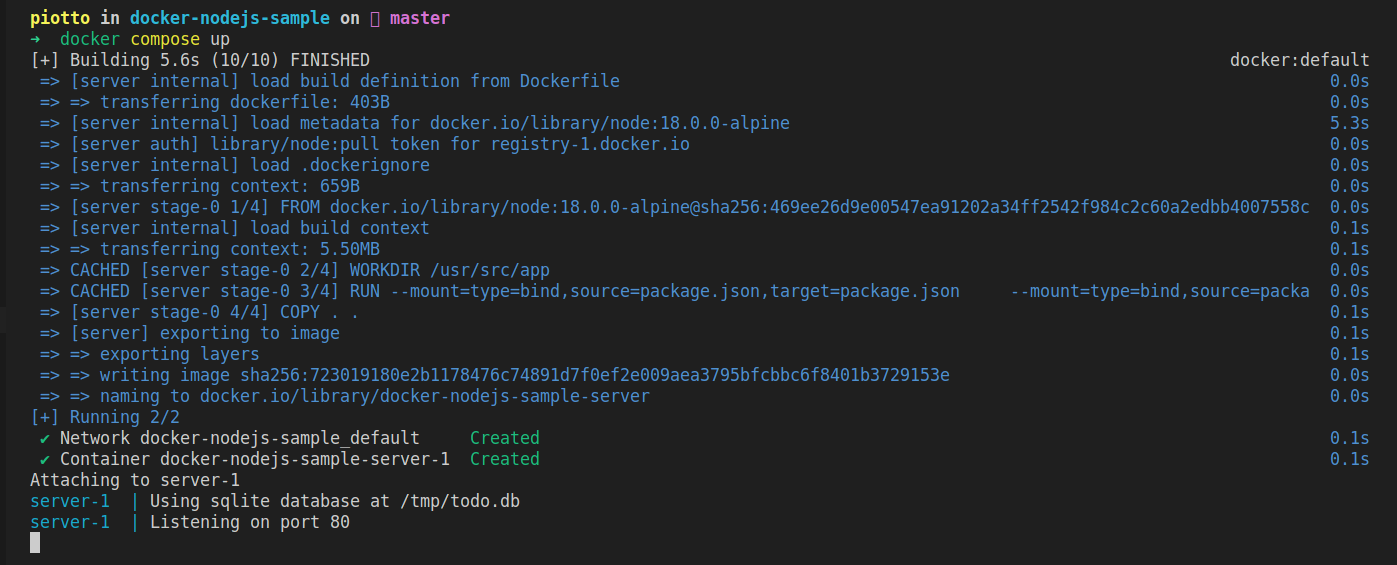 piotto in docker-nodejs-sample on master
➜ docker compose up
[+] Building 5.6s (10/10) FINISHED docker:default
=> [server internal] load build definition from Dockerfile 0.0s
=> => transferring dockerfile: 403B 0.0s
=> [server internal] load metadata for docker.io/library/node:18.0.0-alpine 5.3s
=> [server auth] library/node:pull token for registry-1.docker.io 0.0s
=> [server internal] load .dockerignore 0.0s
=> => transferring context: 659B 0.0s
=> [server stage-0 1/4] FROM docker.io/library/node:18.0.0-alpine@sha256:469ee26d9e00547ea91202a34ff2542f984c2c60a2edbb4007558c 0.0s
=> [server internal] load build context 0.1s
=> => transferring context: 5.50MB 0.1s
=> CACHED [server stage-0 2/4] WORKDIR /usr/src/app 0.0s
=> CACHED [server stage-0 3/4] RUN --mount=type=bind,source=package.json,target=package.json     --mount=type=bind,source=packa 0.0s
=> [server stage-0 4/4] COPY . . 0.1s
=> [server] exporting to image 0.1s
=> => exporting layers 0.1s
=> => writing image sha256:723019180e2b1178476c74891d7f0ef2e009aea3795bfcbbc6f8401b3729153e 0.0s
=> => naming to docker.io/library/docker-nodejs-sample-server 0.0s
[+] Running 2/2
✔ Network docker-nodejs-sample_default Created 0.1s
✔ Container docker-nodejs-sample-server-1 Created 0.1s
Attaching to server-1
server-1 | Using sqlite database at /tmp/todo.db
server-1 | Listening on port 80